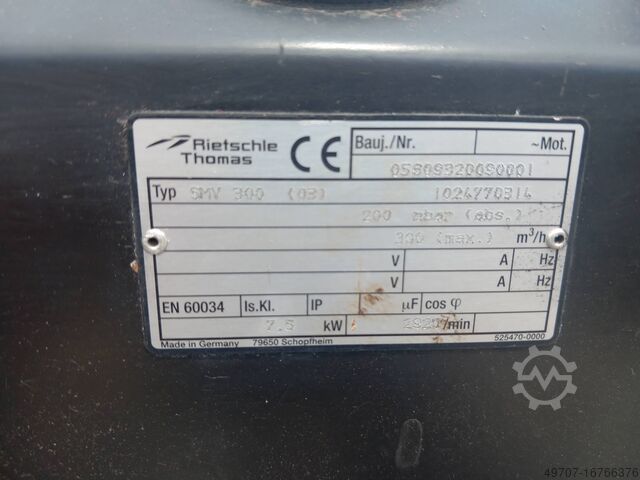 Rietschle
Thomas
CE
Bauj./Nr. ~Mot.
Typ SMV 300 (03) 1024770314
200 mbar (abs.)
300 (max.) m³/h
V A Hz
V A Hz
EN 60034 Is.Kl. IP µF cos φ
7.5 kW 2920 /min
Made in Germany 79650 Schopfheim 525470-0000
49707-16756376